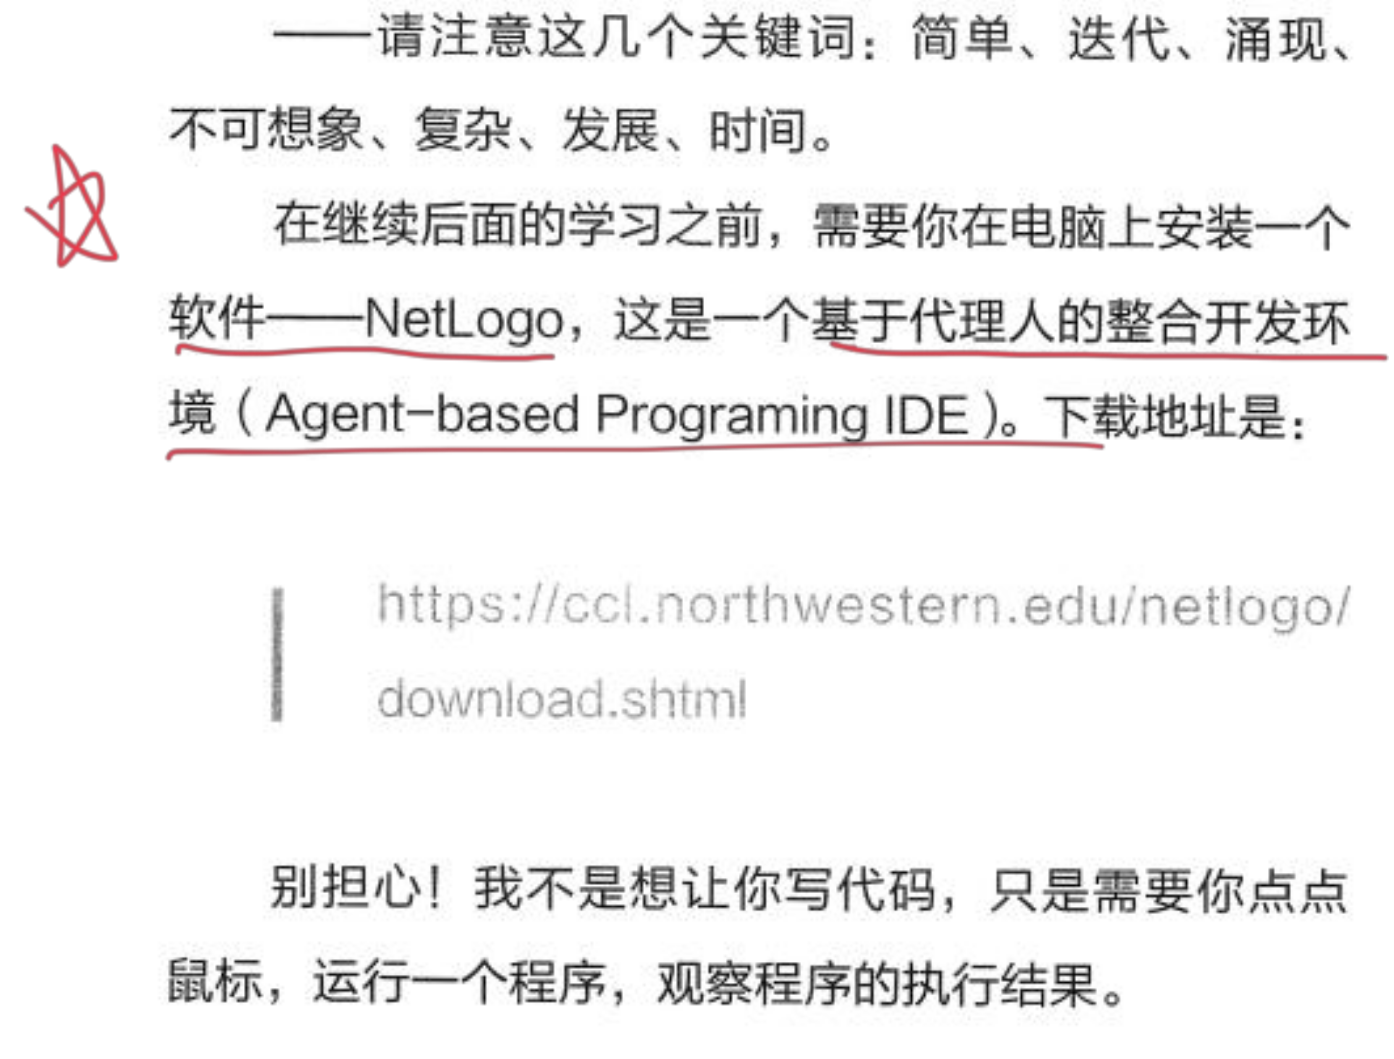 ——请注意这几个关键词：简单、迭代、涌现、
不可想象、复杂、发展、时间。
在继续后面的学习之前，需要你在电脑上安装一个
软件——NetLogo，这是一个基于代理人的整合开发环
境（Agent-based Programing IDE）。下载地址是：
https://ccl.northwestern.edu/netlogo/
download.shtml
别担心！我不是想让你写代码，只是需要你点点
鼠标，运行一个程序，观察程序的执行结果。